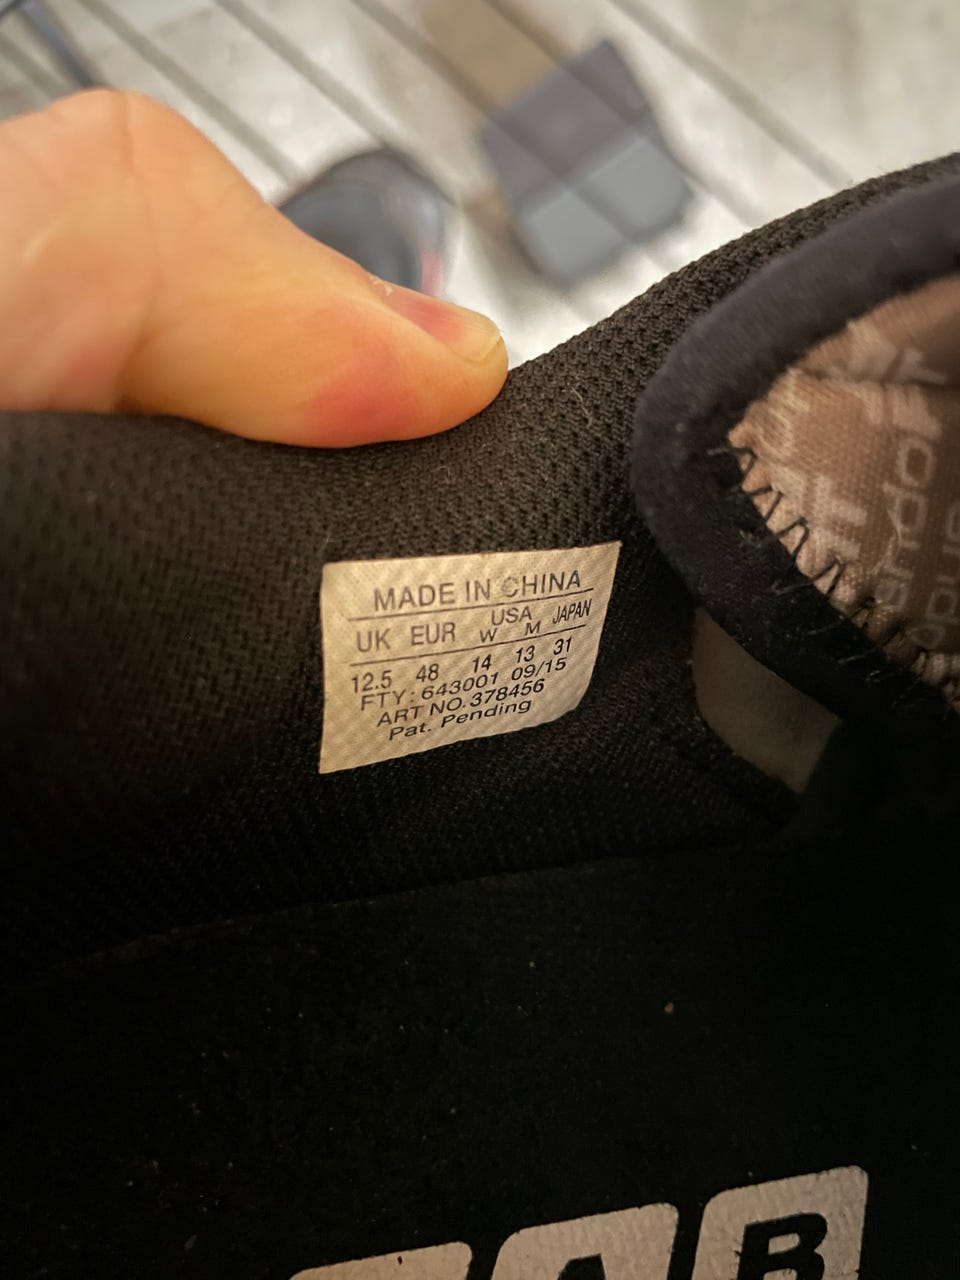 MADE IN CHINA
UK EUR USA JAPAN
W M
12.5 48 14 13 31
FTY: 643001 09/15
ART NO. 378456
Pat. Pending